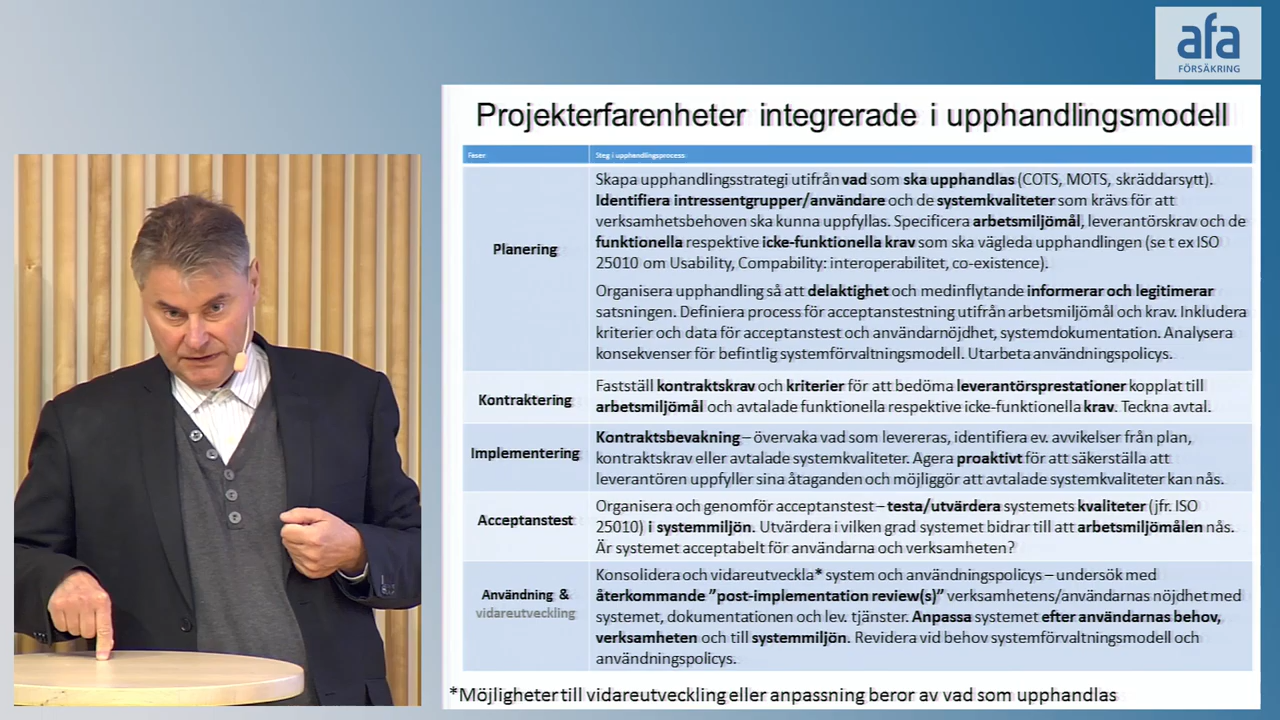 afa
FÖRSÄKRING
Projekterfarenheter integrerade i upphandlingsmodell
Faser
Steg i upphandlingsprocess
Planering
Skapa upphandlingsstrategi utifrån vad som ska upphandlas (COTS, MOTS, skräddarsytt).
Identifiera intressentgrupper/användare och de systemkvaliteter som krävs för att
verksamhetsbehoven ska kunna uppfyllas. Specificera arbetsmiljömål, leverantörskrav och de
funktionella respektive icke-funktionella krav som ska vägleda upphandlingen (se t ex ISO
25010 om Usability, Compability: interoperabilitet, co-existence).
Organisera upphandling så att delaktighet och medinflytande informerar och legitimerar
satsningen. Definiera process för acceptanstestning utifrån arbetsmiljömål och krav. Inkludera
kriterier och data för acceptanstest och användarnöjdhet, systemdokumentation. Analysera
konsekvenser för befintlig systemförvaltningsmodell. Utarbeta användningspolicys.
Kontraktering
Fastställ kontraktskrav och kriterier för att bedöma leverantörsprestationer kopplat till
arbetsmiljömål och avtalade funktionella respektive icke-funktionella krav. Teckna avtal.
Implementering
Kontraktsbevakning – övervaka vad som levereras, identifiera ev. avvikelser från plan,
kontraktskrav eller avtalade systemkvaliteter. Agera proaktivt för att säkerställa att
leverantören uppfyller sina åtaganden och möjliggör att avtalade systemkvaliteter kan nås.
Acceptanstest
Organisera och genomför acceptanstest – testa/utvärdera systemets kvaliteter (jfr. ISO
25010) i systemmiljön. Utvärdera i vilken grad systemet bidrar till att arbetsmiljömålen nås.
Är systemet acceptabelt för användarna och verksamheten?
Användning &
vidareutveckling
Konsolidera och vidareutveckla* system och användningspolicys – undersök med
återkommande ”post-implementation review(s)” verksamhetens/användarnas nöjdhet med
systemet, dokumentationen och lev. tjänster. Anpassa systemet efter användarnas behov,
verksamheten och till systemmiljön. Revidera vid behov systemförvaltningsmodell och
användningspolicys.
*Möjligheter till vidareutveckling eller anpassning beror av vad som upphandlas